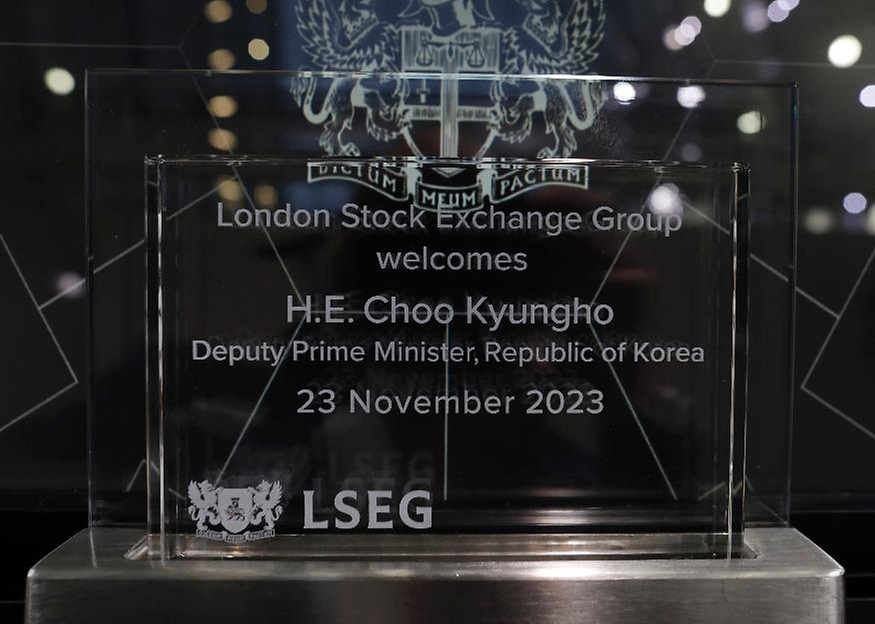 DICTUM MEUM PACTUM
London Stock Exchange Group
welcomes
H.E. Choo Kyungho
Deputy Prime Minister, Republic of Korea
23 November 2023
LSEG